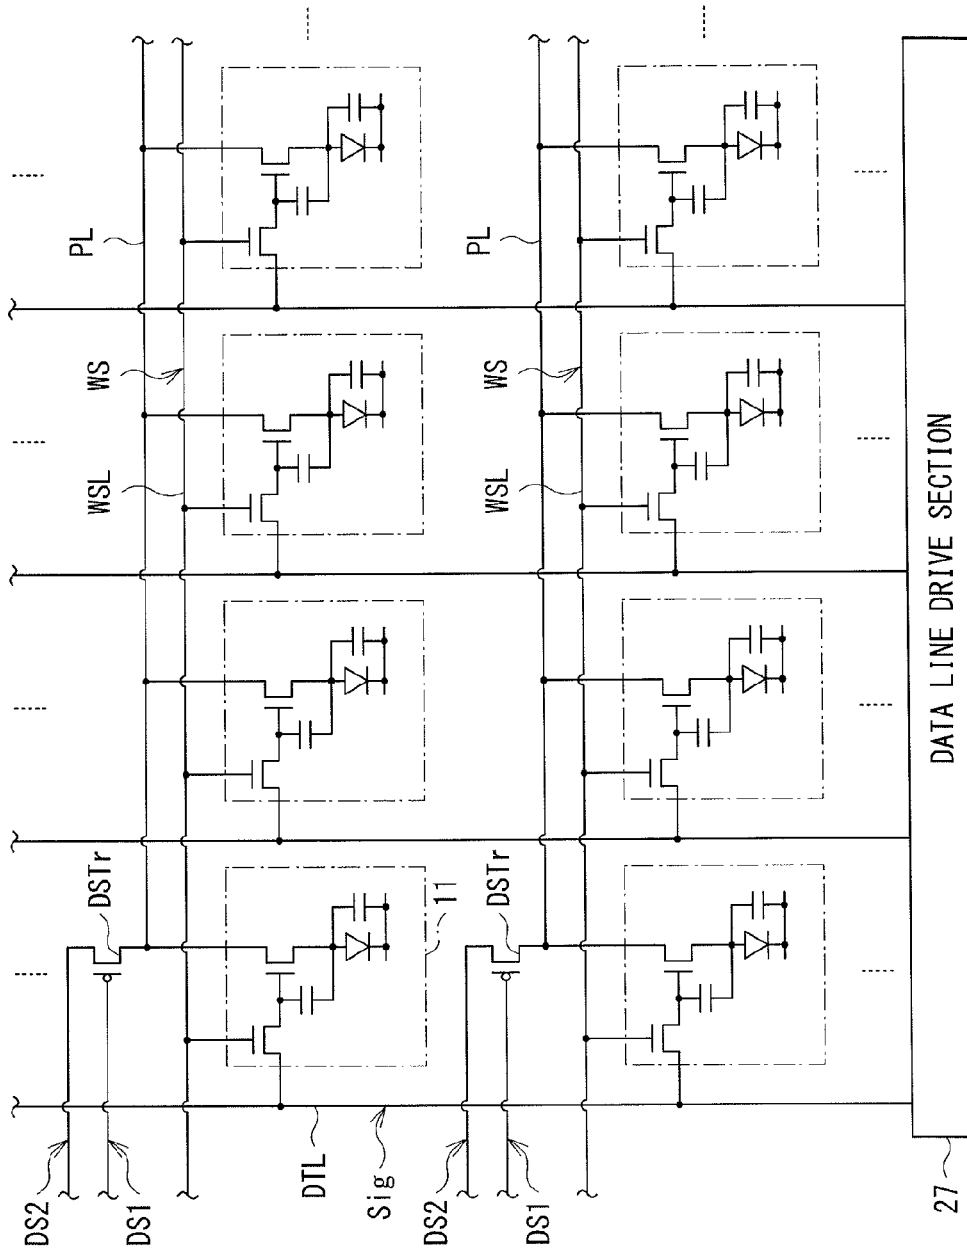 DS2
DS1
DSTr
WSL
WS
PL
11
DTL
Sig
DS2
DS1
DSTr
WSL
WS
PL
27
DATA LINE DRIVE SECTION